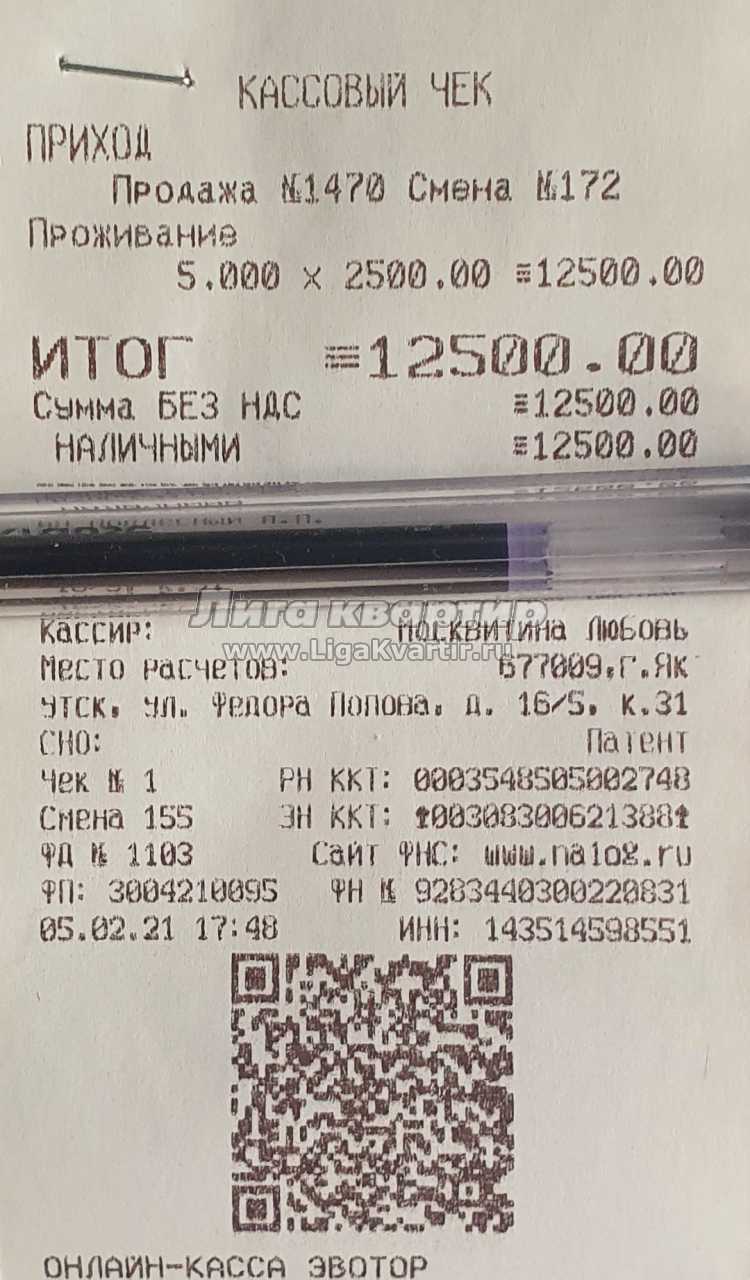 КАССОВЫЙ ЧЕК
ПРИХОД
Продажа №1470 Смена №172
Проживание
5.000 x 2500.00 ≡12500.00
ИТОГ ≡12500.00
Сумма БЕЗ НДС ≡12500.00
НАЛИЧНЫМИ ≡12500.00
Лига квартир
www.LigaKvartir.ru
Кассир: Москвитина Любовь
Место расчетов: 677009,г.Як
утск, ул. Федора Попова, д. 16/5, к.31
СНО: Патент
Чек № 1 РН ККТ: 0003548505002748
Смена 155 ЗН ККТ: 00308300621388
ФД № 1103 Сайт ФНС: www.nalog.ru
ФП: 3004210095 ФН № 9283440300220831
05.02.21 17:48 ИНН: 143514598551
ОНЛАЙН-КАССА ЭВОТОР